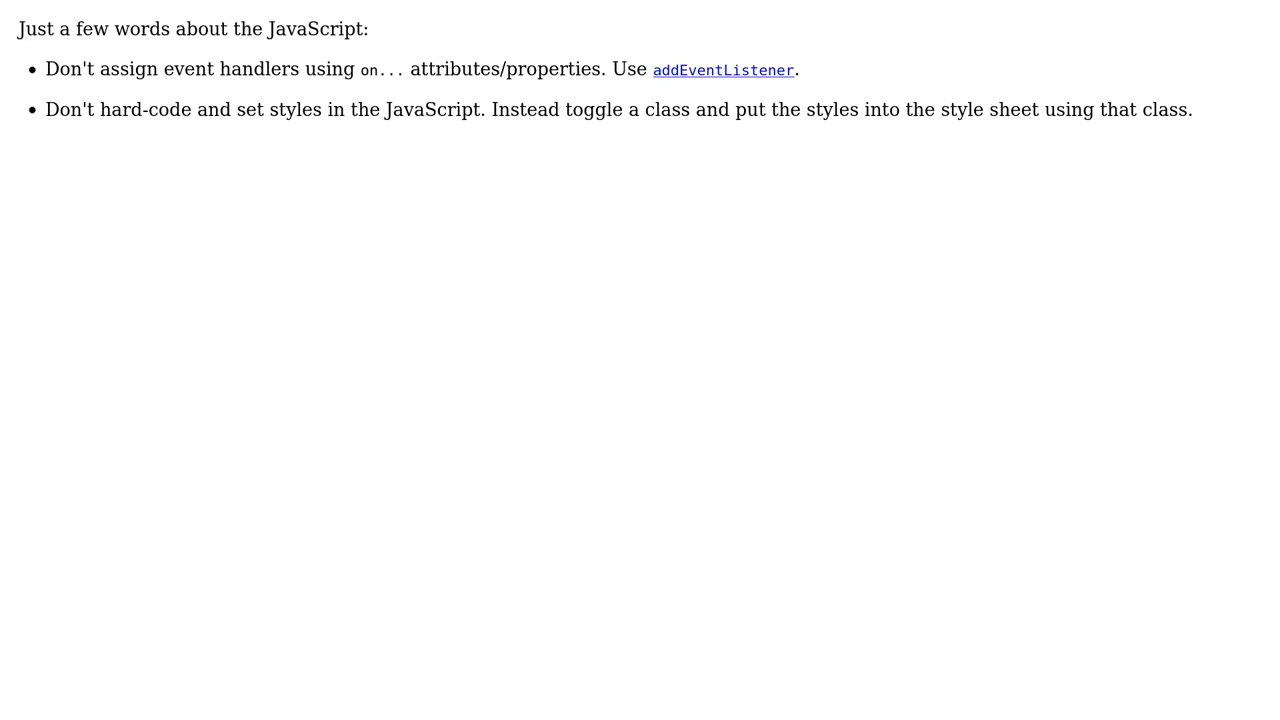 Just a few words about the JavaScript:
• Don't assign event handlers using on... attributes/properties. Use addEventListener.
• Don't hard-code and set styles in the JavaScript. Instead toggle a class and put the styles into the style sheet using that class.